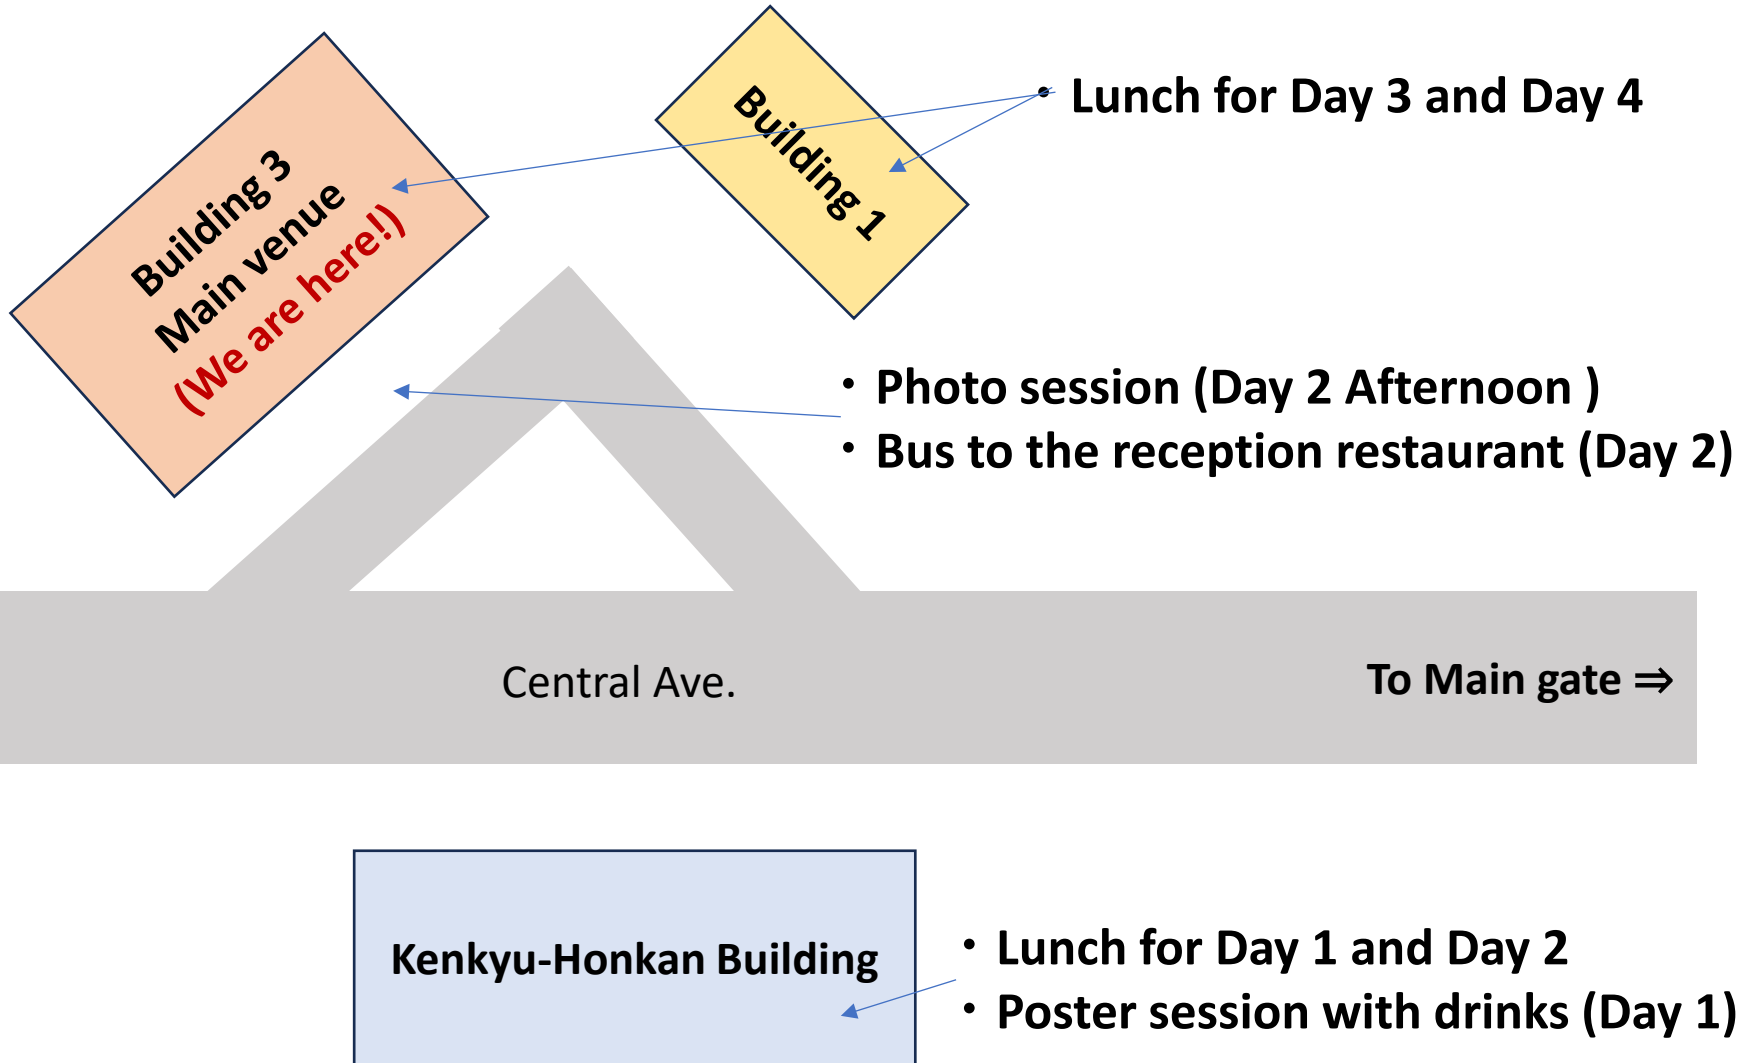 Building 3
Main venue
(We are here!)
Building 1
• Lunch for Day 3 and Day 4
・Photo session (Day 2 Afternoon )
・Bus to the reception restaurant (Day 2)
Central Ave.
To Main gate ⇒
Kenkyu-Honkan Building
・Lunch for Day 1 and Day 2
・Poster session with drinks (Day 1)